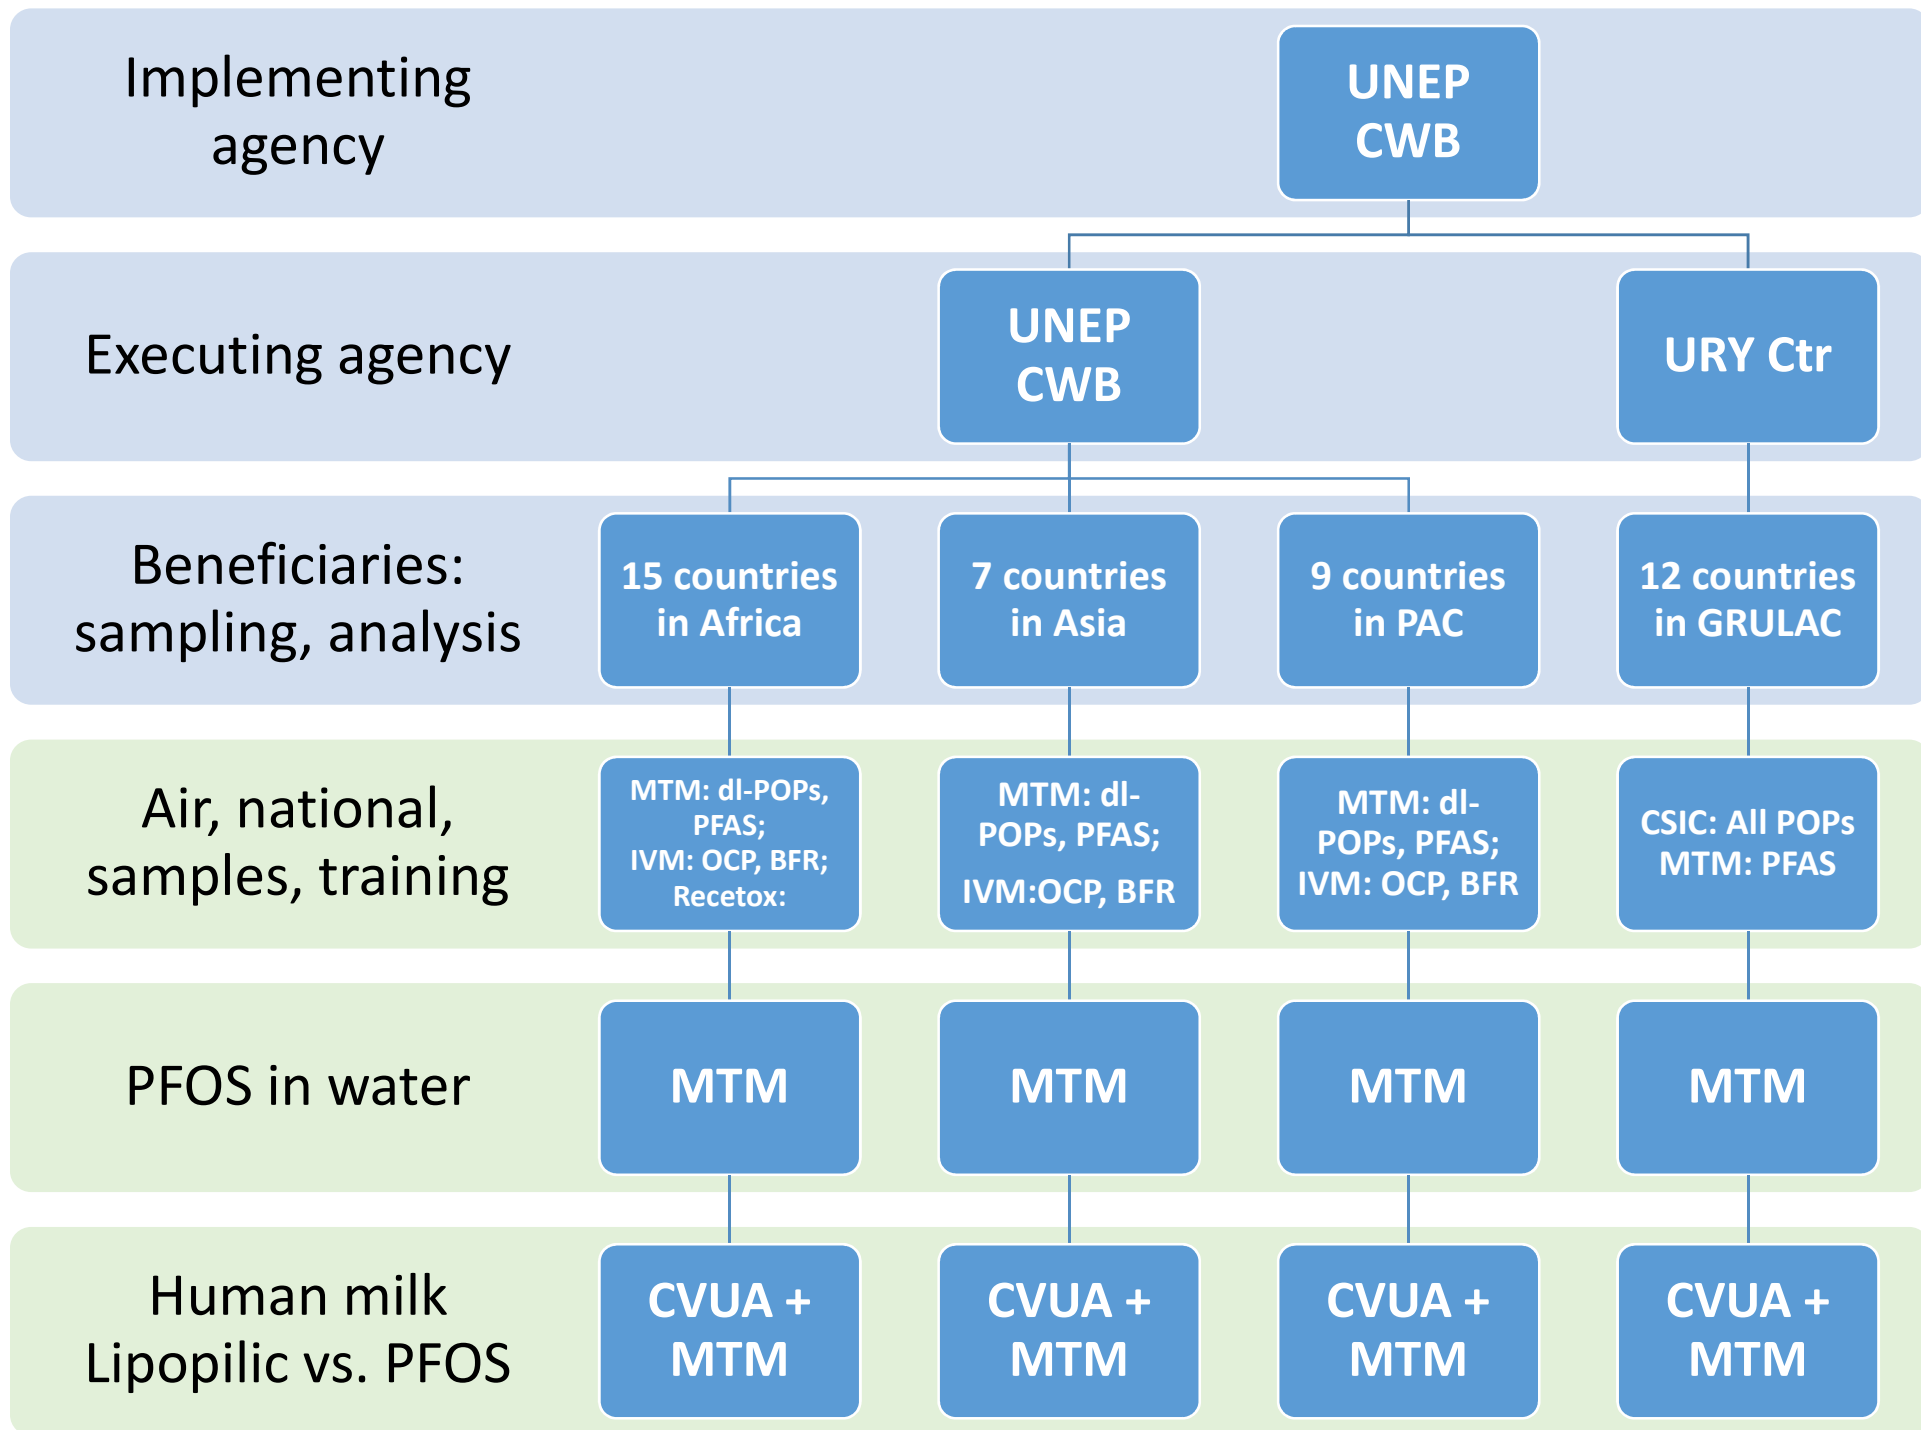 Implementing
agency
UNEP
CWB
Executing agency
UNEP
CWB
URY Ctr
Beneficiaries:
sampling, analysis
15 countries
in Africa
7 countries
in Asia
9 countries
in PAC
12 countries
in GRULAC
Air, national,
samples, training
MTM: dl-POPs,
PFAS;
IVM: OCP, BFR;
Recetox:
MTM: dl-
POPs, PFAS;
IVM:OCP, BFR
MTM: dl-
POPs, PFAS;
IVM: OCP, BFR
CSIC: All POPs
MTM: PFAS
PFOS in water
MTM
MTM
MTM
MTM
Human milk
Lipopilic vs. PFOS
CVUA +
MTM
CVUA +
MTM
CVUA +
MTM
CVUA +
MTM